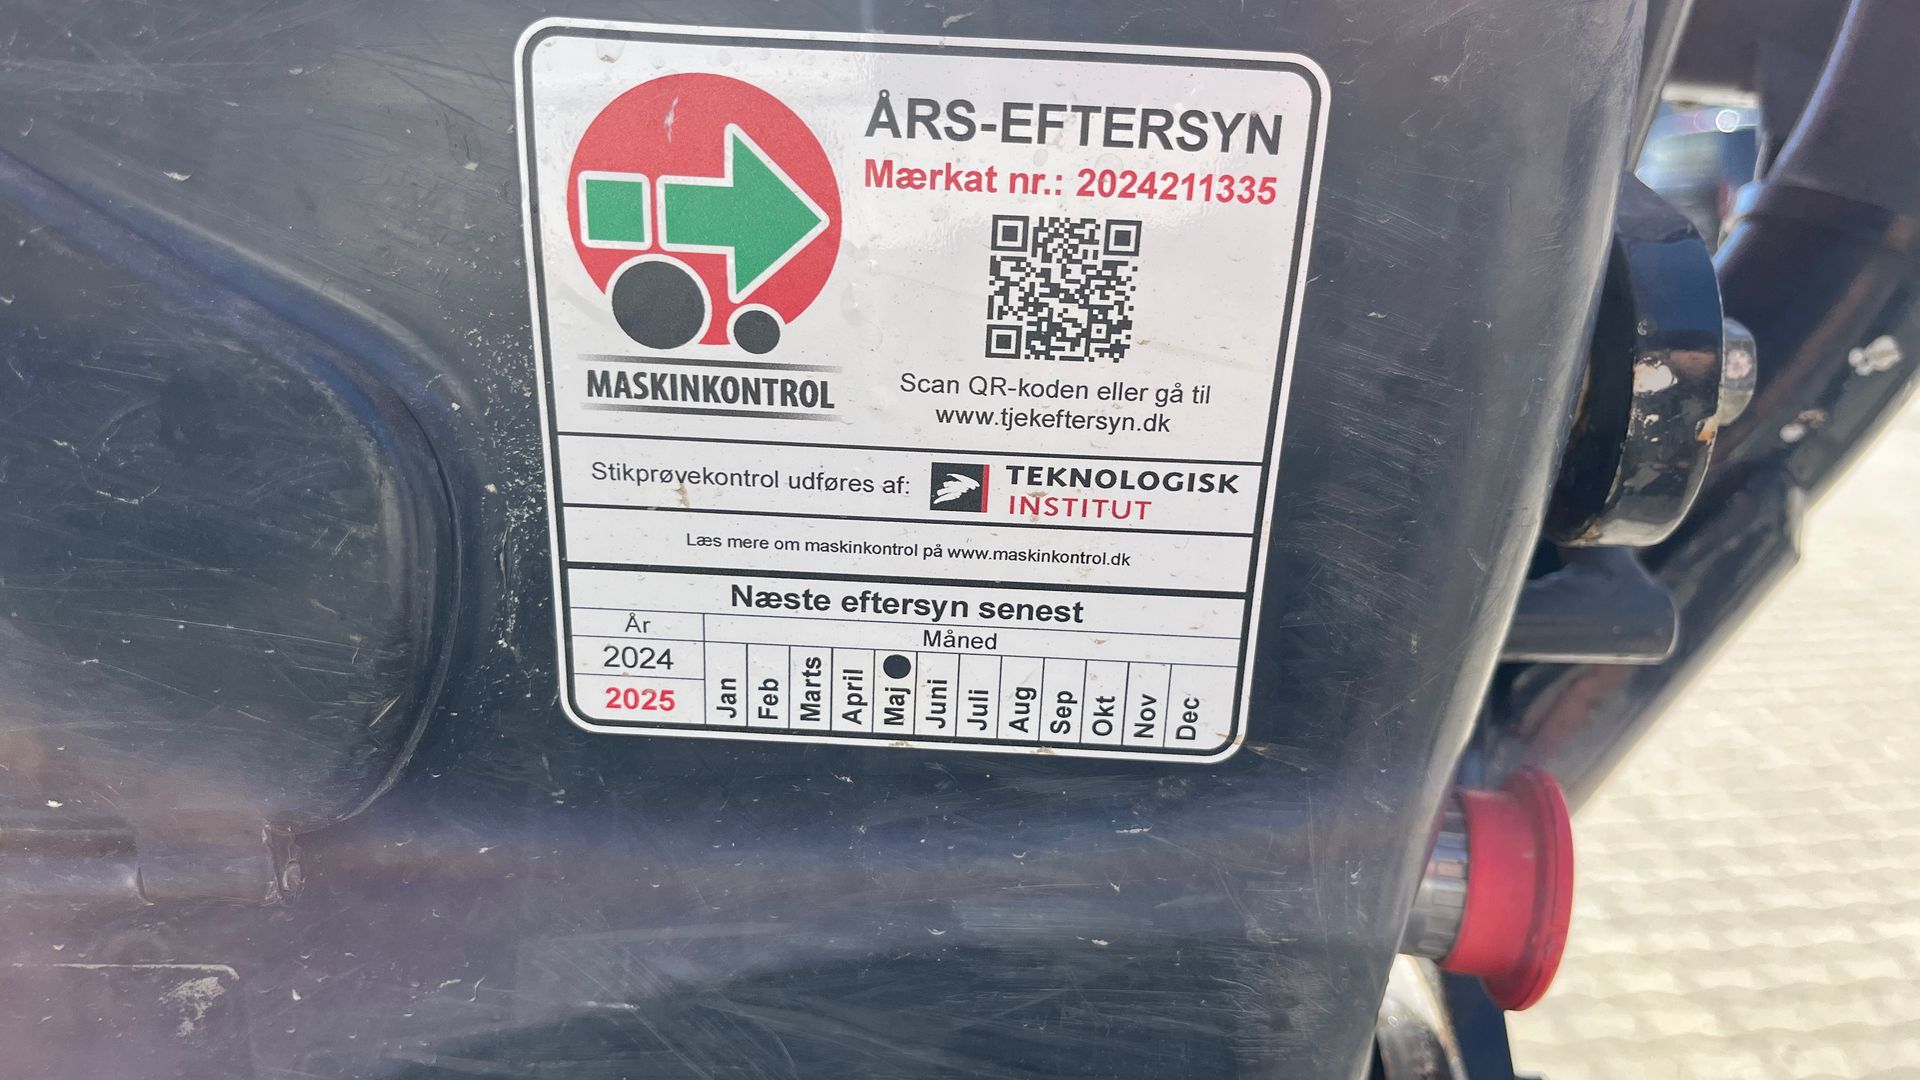 ÅRS-EFTERSYN
Mærkat nr.: 2024211335
MASKINKONTROL
Scan QR-koden eller gå til
www.tjekeftersyn.dk
Stikprøvekontrol udføres af:
TEKNOLOGISK
INSTITUT
Læs mere om maskinkontrol på www.maskinkontrol.dk
Næste eftersyn senest
År
Måned
2024
2025
Jan
Feb
Marts
April
Maj
Juni
Juli
Aug
Sep
Okt
Nov
Dec